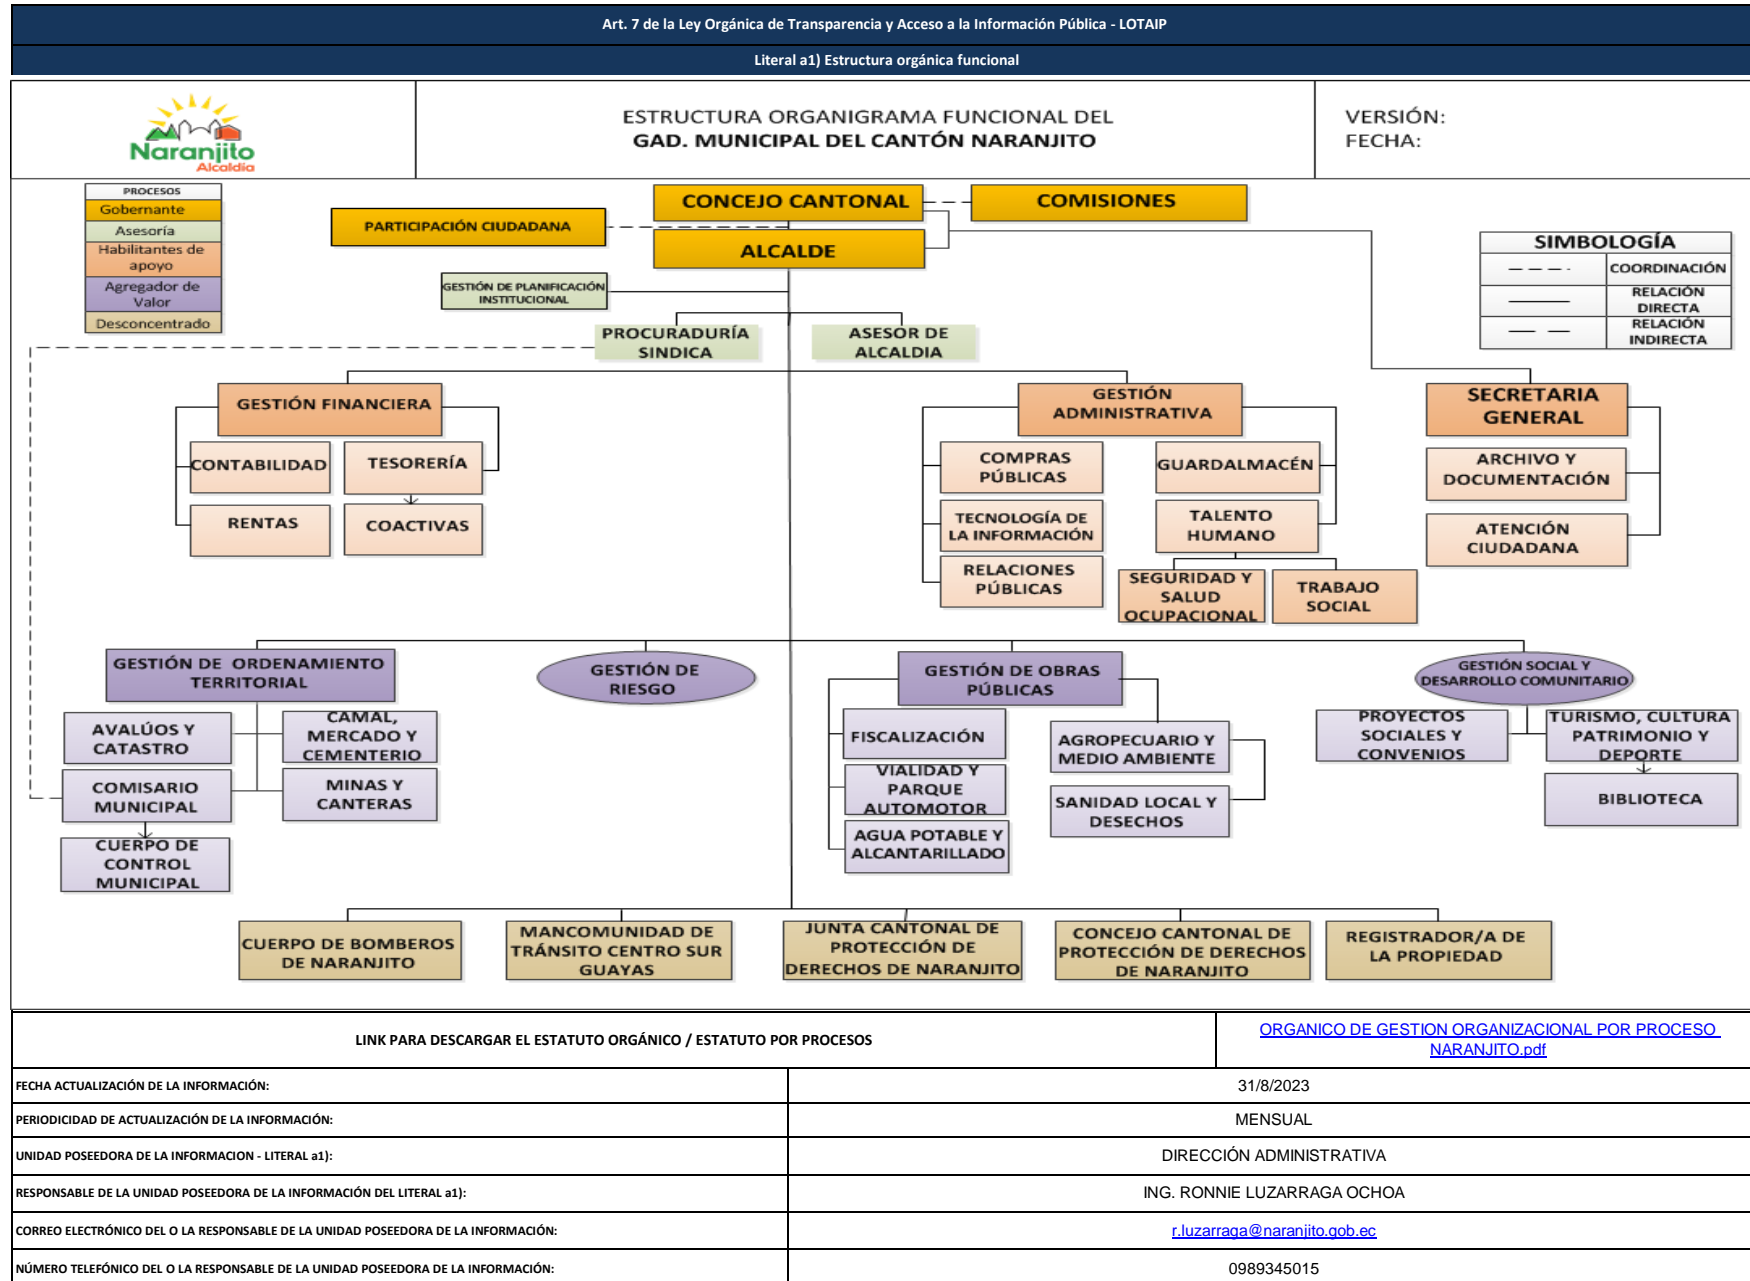 Art. 7 de la Ley Orgánica de Transparencia y Acceso a la Información Pública - LOTAIP
Literal a1) Estructura orgánica funcional
Naranjito
Alcaldía
ESTRUCTURA ORGANIGRAMA FUNCIONAL DEL
GAD. MUNICIPAL DEL CANTÓN NARANJITO
VERSIÓN:
FECHA:
PROCESOS
Gobernante
Asesoría
Habilitantes de
apoyo
Agregador de
Valor
Desconcentrado
CONCEJO CANTONAL
COMISIONES
PARTICIPACIÓN CIUDADANA
ALCALDE
SIMBOLOGÍA
COORDINACIÓN
RELACIÓN
DIRECTA
RELACIÓN
INDIRECTA
GESTIÓN DE PLANIFICACIÓN
INSTITUCIONAL
PROCURADURÍA
SINDICA
ASESOR DE
ALCALDIA
GESTIÓN FINANCIERA
CONTABILIDAD
TESORERÍA
RENTAS
COACTIVAS
GESTIÓN
ADMINISTRATIVA
COMPRAS
PÚBLICAS
GUARDALMACÉN
TECNOLOGÍA DE
LA INFORMACIÓN
TALENTO
HUMANO
RELACIONES
PÚBLICAS
SEGURIDAD Y
SALUD
OCUPACIONAL
TRABAJO
SOCIAL
SECRETARIA
GENERAL
ARCHIVO Y
DOCUMENTACIÓN
ATENCIÓN
CIUDADANA
GESTIÓN DE ORDENAMIENTO
TERRITORIAL
AVALÚOS Y
CATASTRO
CAMAL,
MERCADO Y
CEMENTERIO
COMISARIO
MUNICIPAL
MINAS Y
CANTERAS
CUERPO DE
CONTROL
MUNICIPAL
GESTIÓN DE
RIESGO
GESTIÓN DE OBRAS
PÚBLICAS
FISCALIZACIÓN
AGROPECUARIO Y
MEDIO AMBIENTE
VIALIDAD Y
PARQUE
AUTOMOTOR
SANIDAD LOCAL Y
DESECHOS
AGUA POTABLE Y
ALCANTARILLADO
GESTIÓN SOCIAL Y
DESARROLLO COMUNITARIO
PROYECTOS
SOCIALES Y
CONVENIOS
TURISMO, CULTURA
PATRIMONIO Y
DEPORTE
BIBLIOTECA
CUERPO DE BOMBEROS
DE NARANJITO
MANCOMUNIDAD DE
TRÁNSITO CENTRO SUR
GUAYAS
JUNTA CANTONAL DE
PROTECCIÓN DE
DERECHOS DE NARANJITO
CONCEJO CANTONAL DE
PROTECCIÓN DE DERECHOS
DE NARANJITO
REGISTRADOR/A DE
LA PROPIEDAD
LINK PARA DESCARGAR EL ESTATUTO ORGÁNICO / ESTATUTO POR PROCESOS
ORGANICO DE GESTION ORGANIZACIONAL POR PROCESO
NARANJITO.pdf
FECHA ACTUALIZACIÓN DE LA INFORMACIÓN:
31/8/2023
PERIODICIDAD DE ACTUALIZACIÓN DE LA INFORMACIÓN:
MENSUAL
UNIDAD POSEEDORA DE LA INFORMACION - LITERAL a1):
DIRECCIÓN ADMINISTRATIVA
RESPONSABLE DE LA UNIDAD POSEEDORA DE LA INFORMACIÓN DEL LITERAL a1):
ING. RONNIE LUZARRAGA OCHOA
CORREO ELECTRÓNICO DEL O LA RESPONSABLE DE LA UNIDAD POSEEDORA DE LA INFORMACIÓN:
r.luzarraga@naranjito.gob.ec
NÚMERO TELEFÓNICO DEL O LA RESPONSABLE DE LA UNIDAD POSEEDORA DE LA INFORMACIÓN:
0989345015